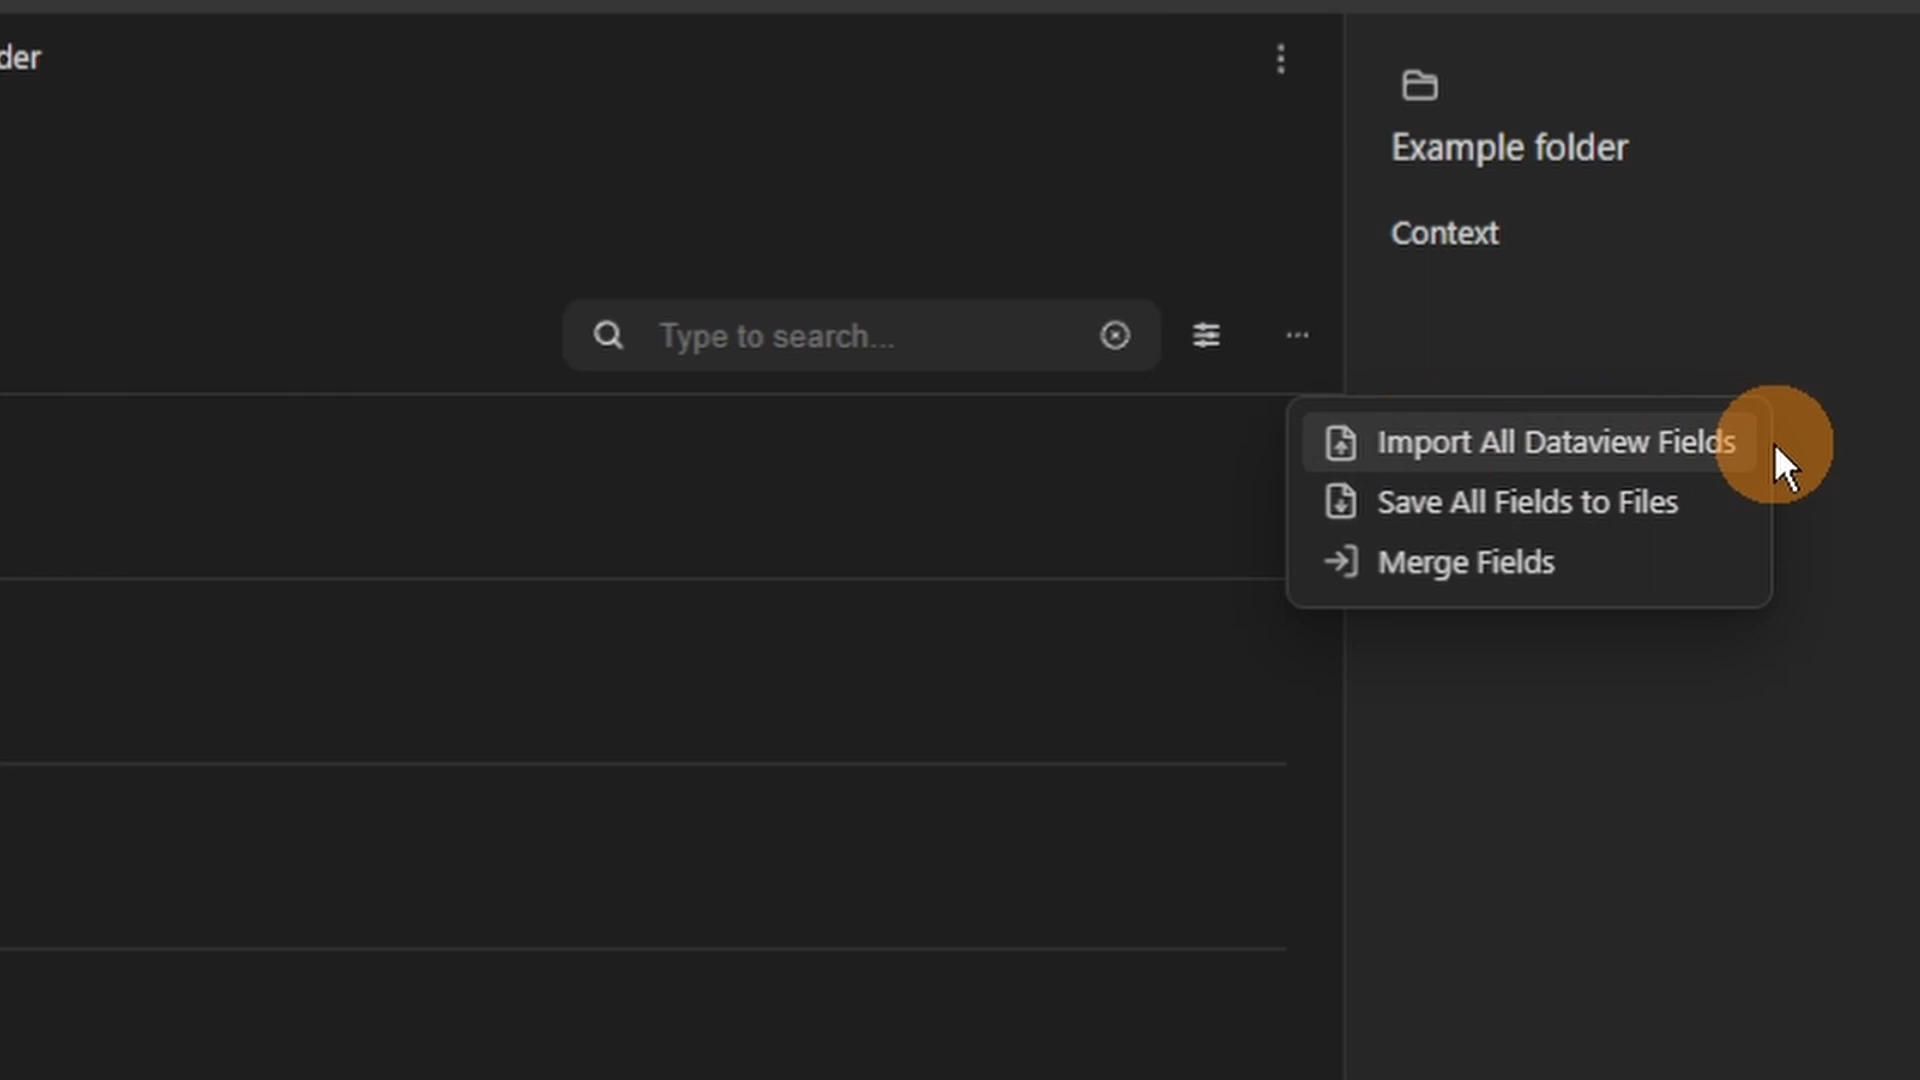 der
Example folder
Context
Type to search...
Import All Dataview Fields
Save All Fields to Files
Merge Fields